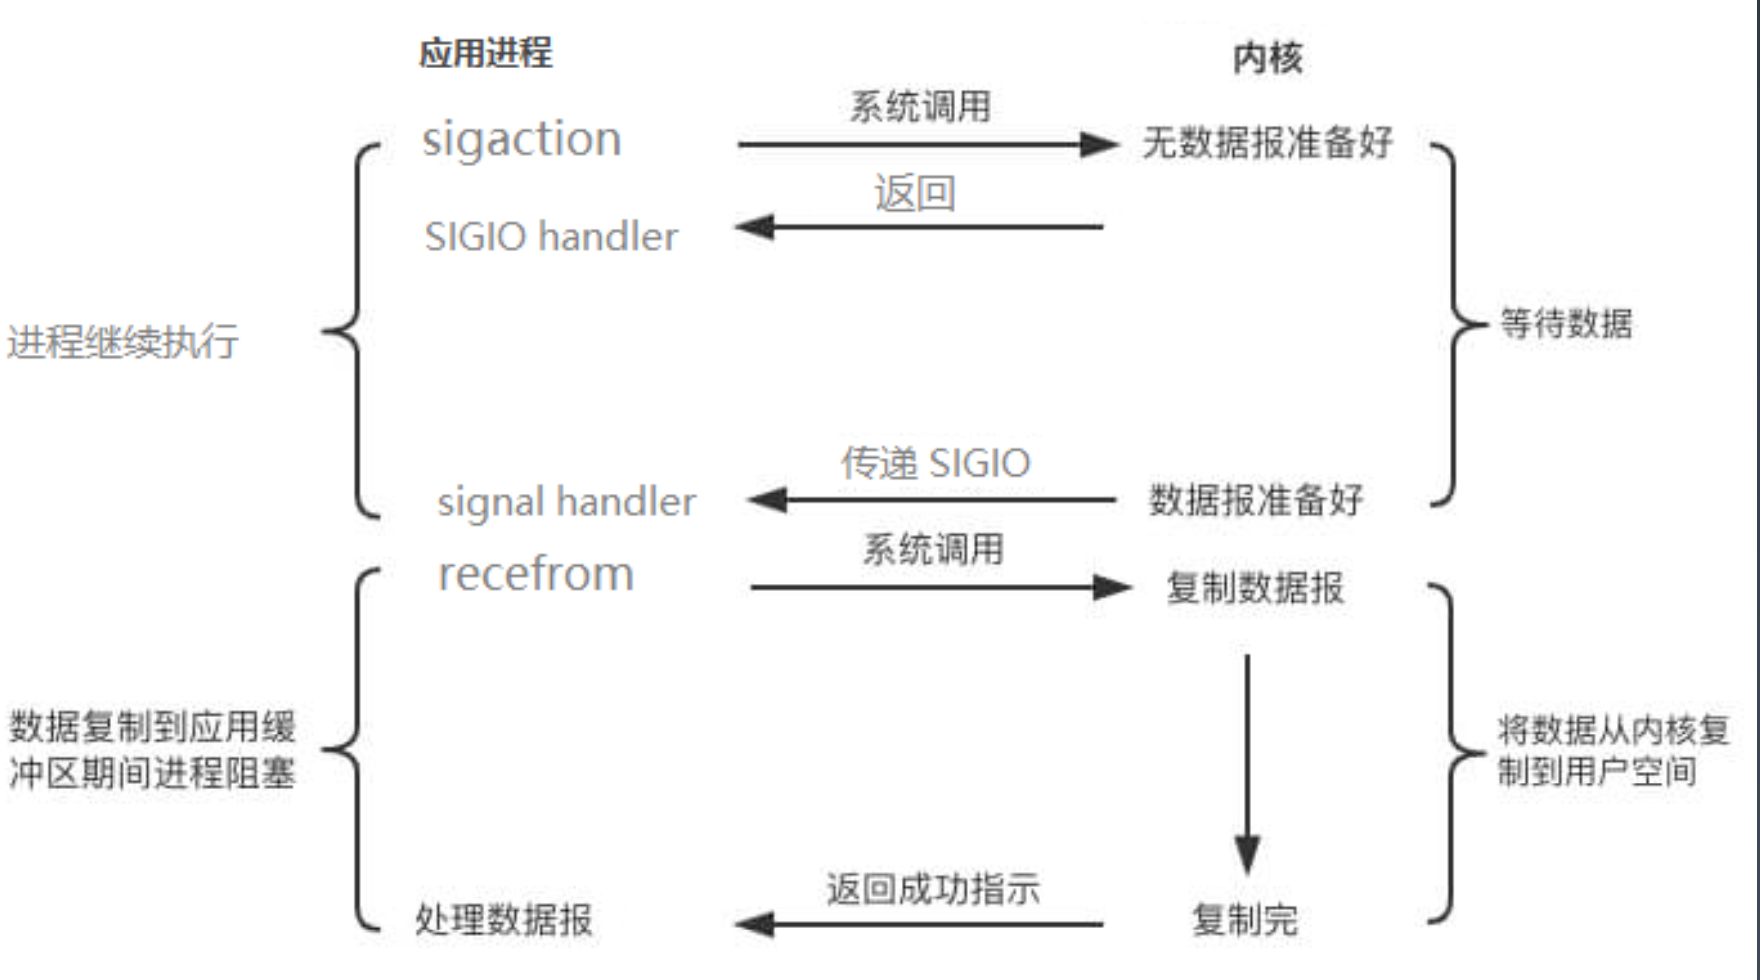 应用进程
内核
系统调用
sigaction
无数据报准备好
返回
SIGIO handler
进程继续执行
等待数据
传递 SIGIO
signal handler
数据报准备好
系统调用
recefrom
复制数据报
数据复制到应用缓
冲区期间进程阻塞
将数据从内核复
制到用户空间
返回成功指示
处理数据报
复制完